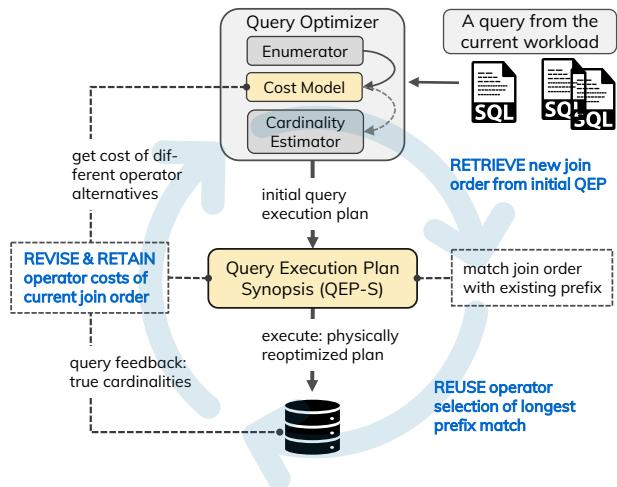 Query Optimizer
Enumerator
Cost Model
Cardinality
Estimator
A query from the
current workload
SQL
SQL
SQL
get cost of dif-
ferent operator
alternatives
initial query
execution plan
RETRIEVE new join
order from initial QEP
REVISE & RETAIN
operator costs of
current join order
Query Execution Plan
Synopsis (QEP-S)
match join order
with existing prefix
execute: physically
reoptimized plan
query feedback:
true cardinalities
REUSE operator
selection of longest
prefix match